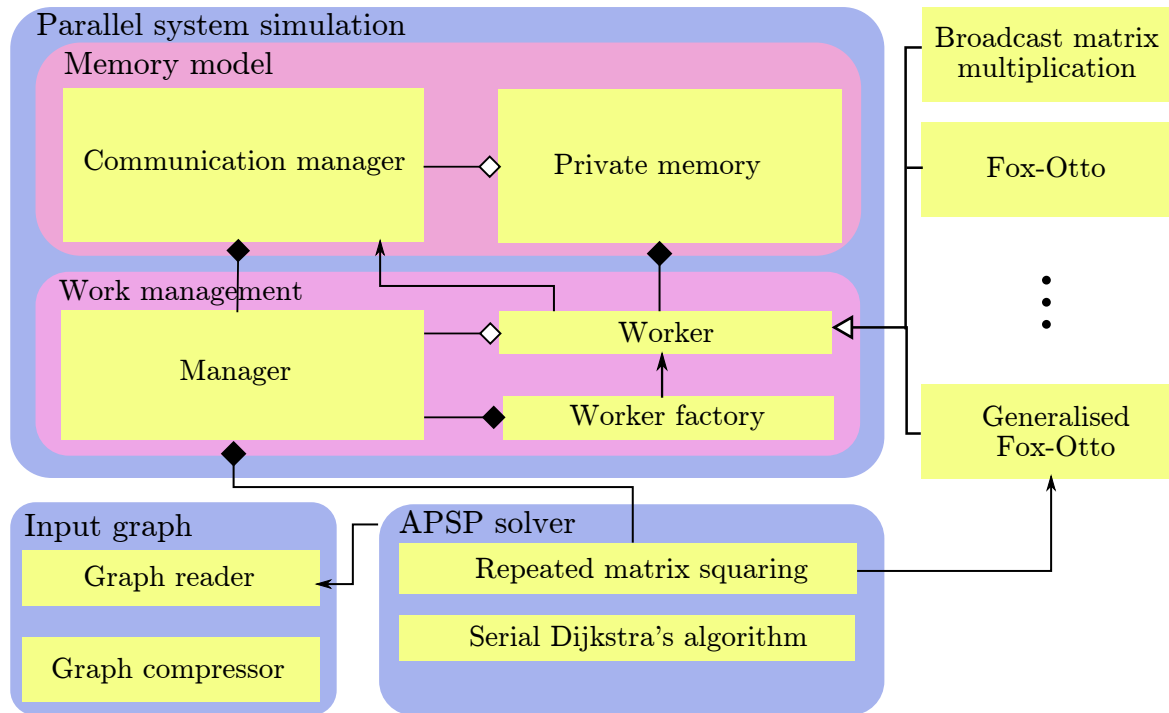 Parallel system simulation
Memory model
Communication manager
Private memory
Work management
Manager
Worker
Worker factory
Broadcast matrix
multiplication
Fox-Otto
Generalised
Fox-Otto
Input graph
Graph reader
Graph compressor
APSP solver
Repeated matrix squaring
Serial Dijkstra's algorithm